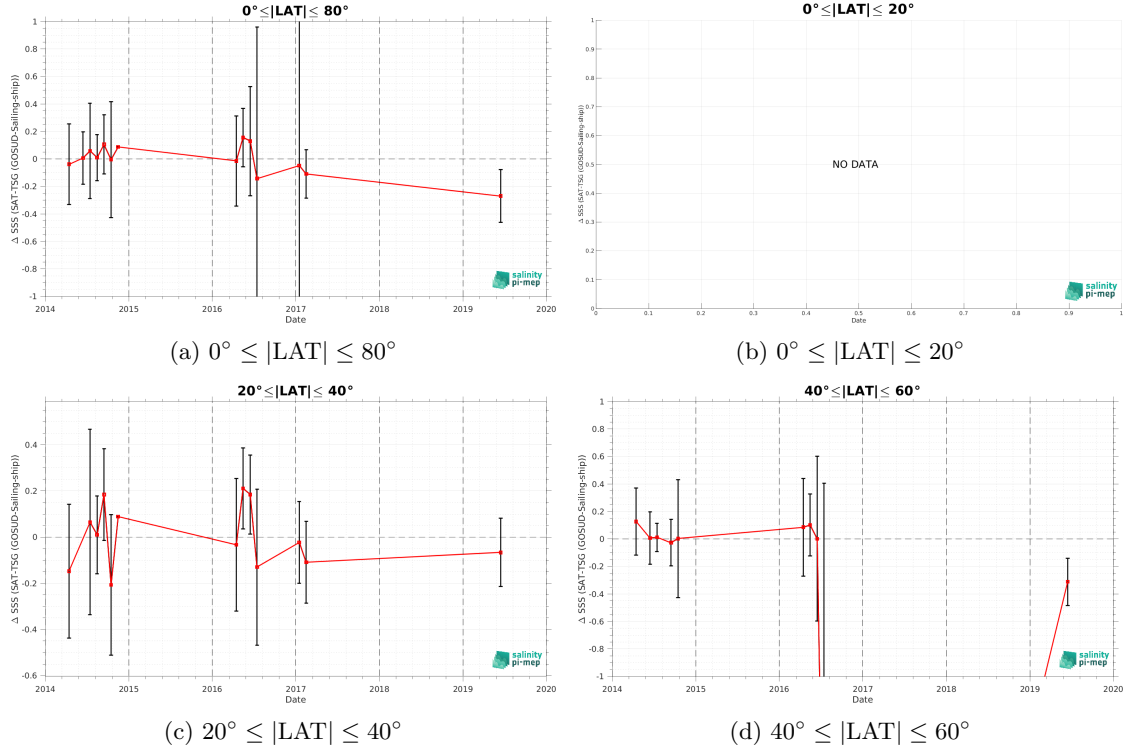 0°≤|LAT|≤ 80°
Δ SSS (SAT-TSG (GOSUD-Sailing-ship))
1
0.8
0.6
0.4
0.2
0
-0.2
-0.4
-0.6
-0.8
-1
2014 2015 2016 2017 2018 2019 2020
Date
salinity
pi-mep
(a) 0° ≤ |LAT| ≤ 80°
0°≤|LAT|≤ 20°
Δ SSS (SAT-TSG (GOSUD-Sailing-ship))
1
0.9
0.8
0.7
0.6
0.5
0.4
0.3
0.2
0.1
0
NO DATA
0 0.1 0.2 0.3 0.4 0.5 0.6 0.7 0.8 0.9 1
Date
salinity
pi-mep
(b) 0° ≤ |LAT| ≤ 20°
20°≤|LAT|≤ 40°
Δ SSS (SAT-TSG (GOSUD-Sailing-ship))
0.4
0.2
0
-0.2
-0.4
-0.6
2014 2015 2016 2017 2018 2019 2020
Date
salinity
pi-mep
(c) 20° ≤ |LAT| ≤ 40°
40°≤|LAT|≤ 60°
Δ SSS (SAT-TSG (GOSUD-Sailing-ship))
1
0.8
0.6
0.4
0.2
0
-0.2
-0.4
-0.6
-0.8
-1
2014 2015 2016 2017 2018 2019 2020
Date
salinity
pi-mep
(d) 40° ≤ |LAT| ≤ 60°